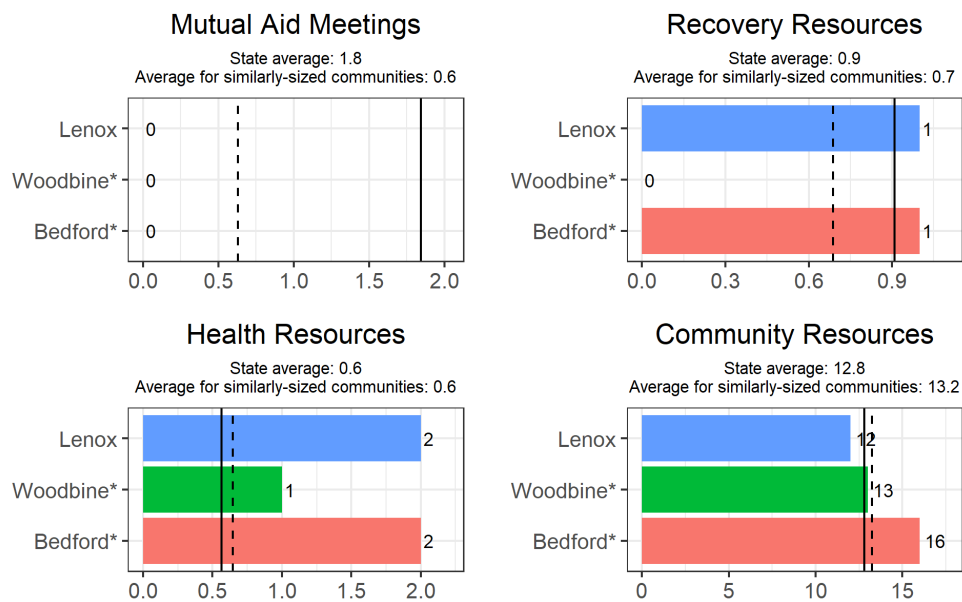 Mutual Aid Meetings
State average: 1.8
Average for similarly-sized communities: 0.6
Lenox
0
Woodbine*
0
Bedford*
0
0.0 0.5 1.0 1.5 2.0
Recovery Resources
State average: 0.9
Average for similarly-sized communities: 0.7
Lenox
1
Woodbine*
0
Bedford*
1
0.0 0.3 0.6 0.9
Health Resources
State average: 0.6
Average for similarly-sized communities: 0.6
Lenox
2
Woodbine*
1
Bedford*
2
0.0 0.5 1.0 1.5 2.0
Community Resources
State average: 12.8
Average for similarly-sized communities: 13.2
Lenox
12
Woodbine*
13
Bedford*
16
0 5 10 15